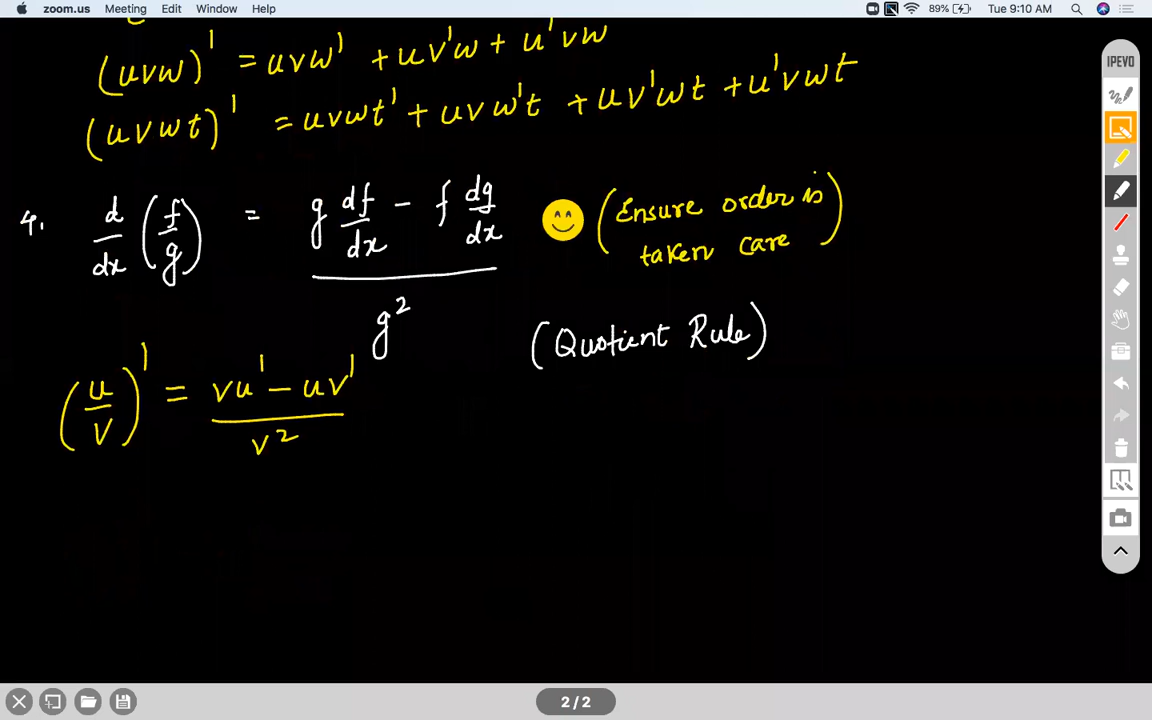 zoom.us Meeting Edit Window Help 89% Tue 9:10 AM
(uvw)' = uvw' + uv'w + u'vw
(uvwt)' = uvwt' + uvw't + uv'wt + u'vwt
4. d/dx (f/g) = (g df/dx - f dg/dx) / g² (Ensure order is
taken care)
(Quotient Rule)
(u/v)' = (vu' - uv') / v²
IPEVO
2 / 2